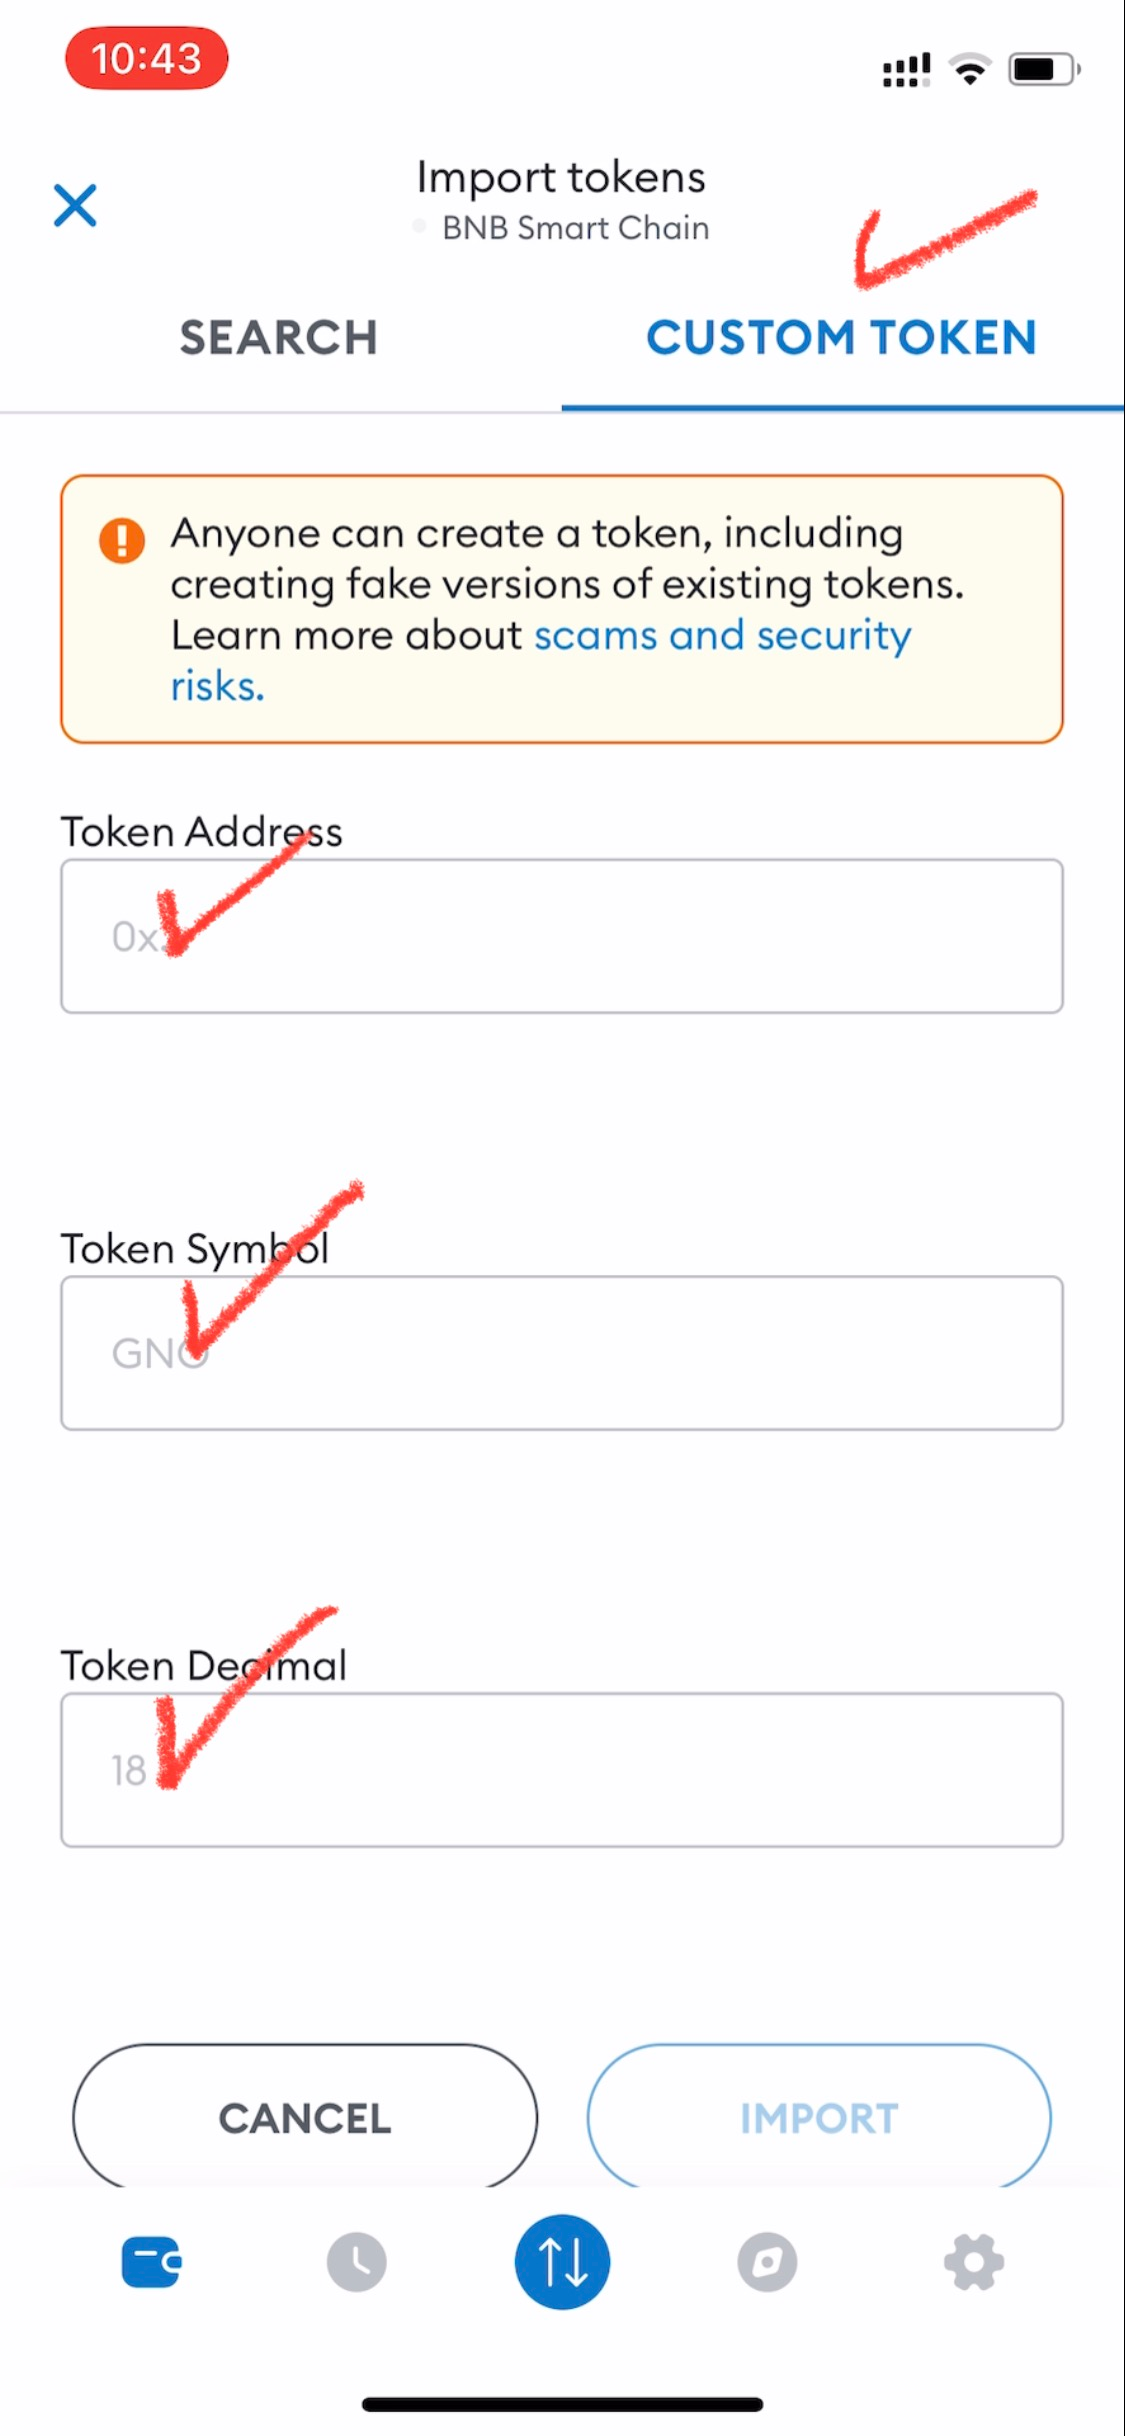 10:43
Import tokens
BNB Smart Chain
SEARCH
CUSTOM TOKEN
Anyone can create a token, including
creating fake versions of existing tokens.
Learn more about scams and security
risks.
Token Address
0x...
Token Symbol
GNO
Token Decimal
18
CANCEL
IMPORT